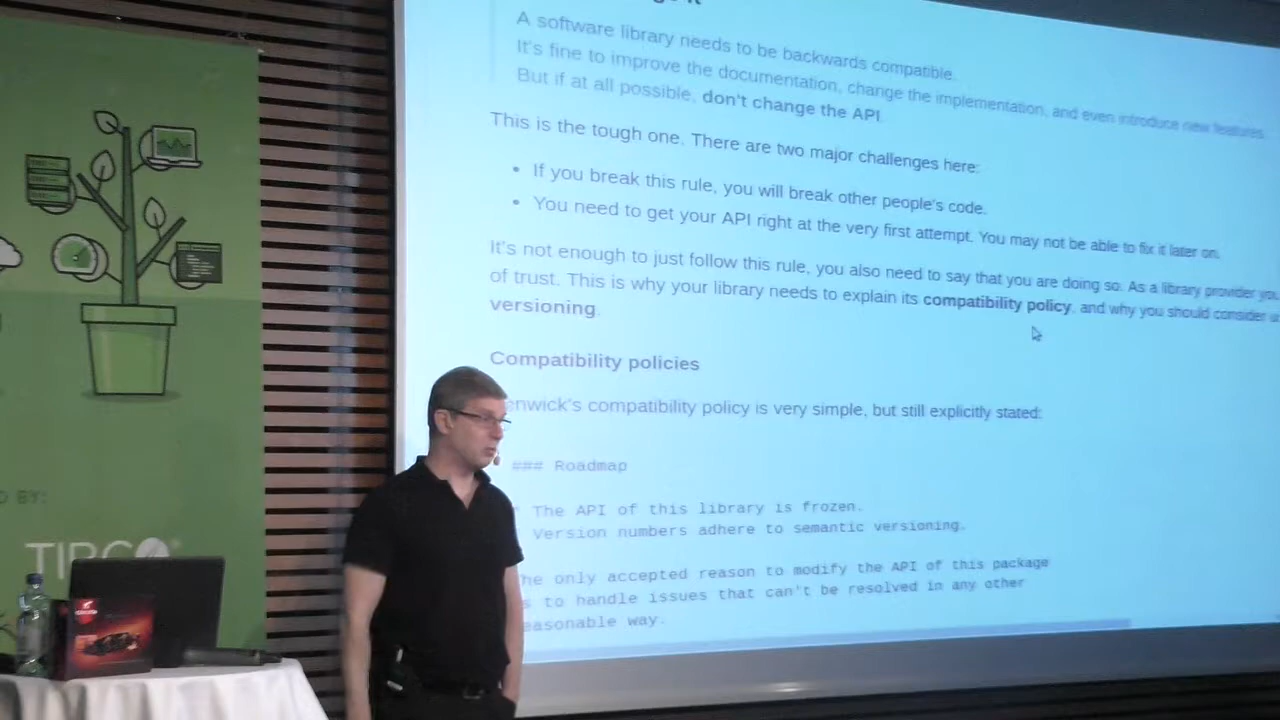 A software library needs to be backwards compatible.
It's fine to improve the documentation, change the implementation, and even introduce new features.
But if at all possible, don't change the API.
This is the tough one. There are two major challenges here:
• If you break this rule, you will break other people's code.
• You need to get your API right at the very first attempt. You may not be able to fix it later on.
It's not enough to just follow this rule, you also need to say that you are doing so. As a library provider you
of trust. This is why your library needs to explain its compatibility policy, and why you should consider u
versioning.
Compatibility policies
nwick's compatibility policy is very simple, but still explicitly stated:
### Roadmap
The API of this library is frozen.
Version numbers adhere to semantic versioning.
he only accepted reason to modify the API of this package
s to handle issues that can't be resolved in any other
easonable way.
D BY:
TIBCO